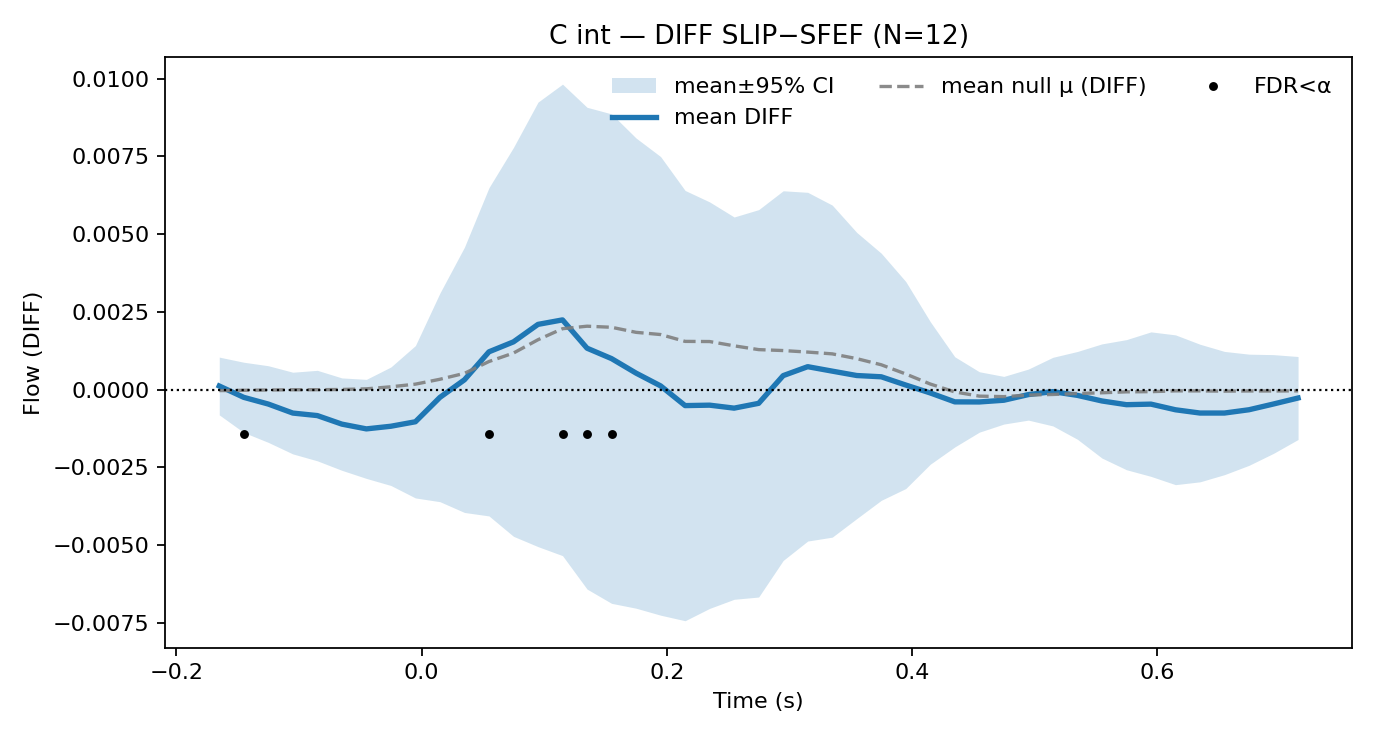 C int — DIFF SLIP−SFEF (N=12)
mean±95% CI
mean DIFF
mean null μ (DIFF)
FDR<α
Flow (DIFF)
0.0100
0.0075
0.0050
0.0025
0.0000
−0.0025
−0.0050
−0.0075
−0.2
0.0
0.2
0.4
0.6
Time (s)